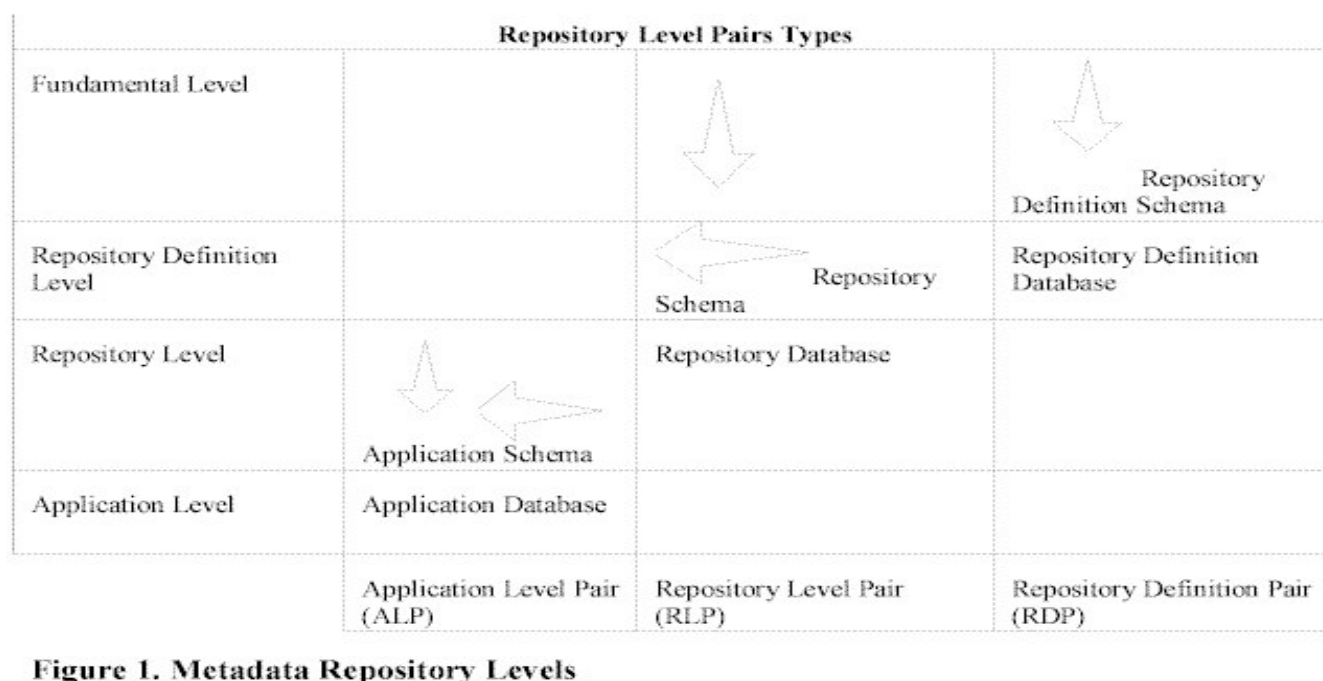 Repository Level Pairs Types
Fundamental Level
Repository
Definition Schema
Repository Definition
Level
Repository
Schema
Repository Definition
Database
Repository Level
Repository Database
Application Schema
Application Level
Application Database
Application Level Pair
(ALP)
Repository Level Pair
(RLP)
Repository Definition Pair
(RDP)
Figure 1. Metadata Repository Levels